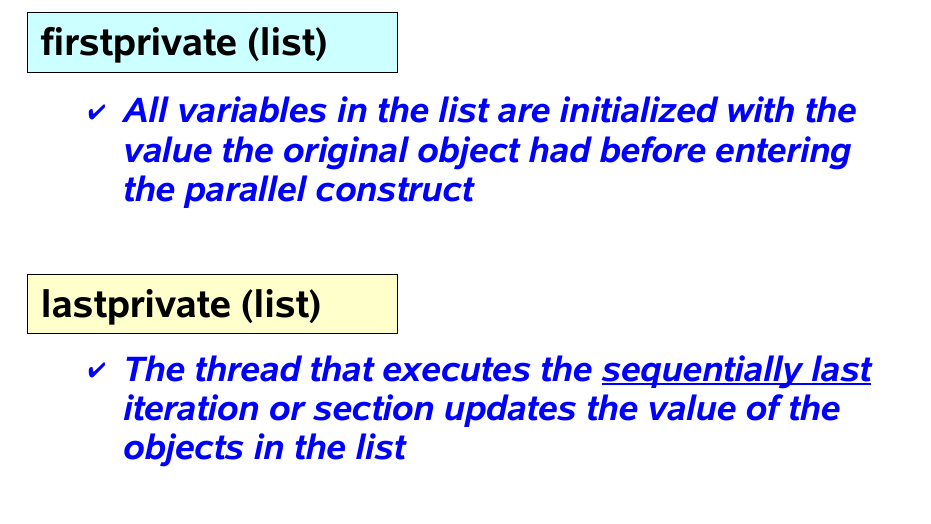 firstprivate (list)
✔ All variables in the list are initialized with the
value the original object had before entering
the parallel construct
lastprivate (list)
✔ The thread that executes the sequentially last
iteration or section updates the value of the
objects in the list